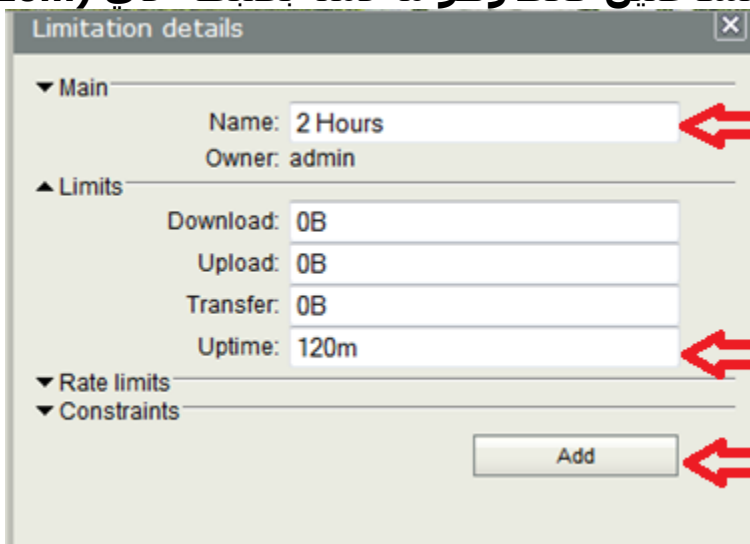 Limitation details
Main
Name: 2 Hours
Owner: admin
Limits
Download: 0B
Upload: 0B
Transfer: 0B
Uptime: 120m
Rate limits
Constraints
Add